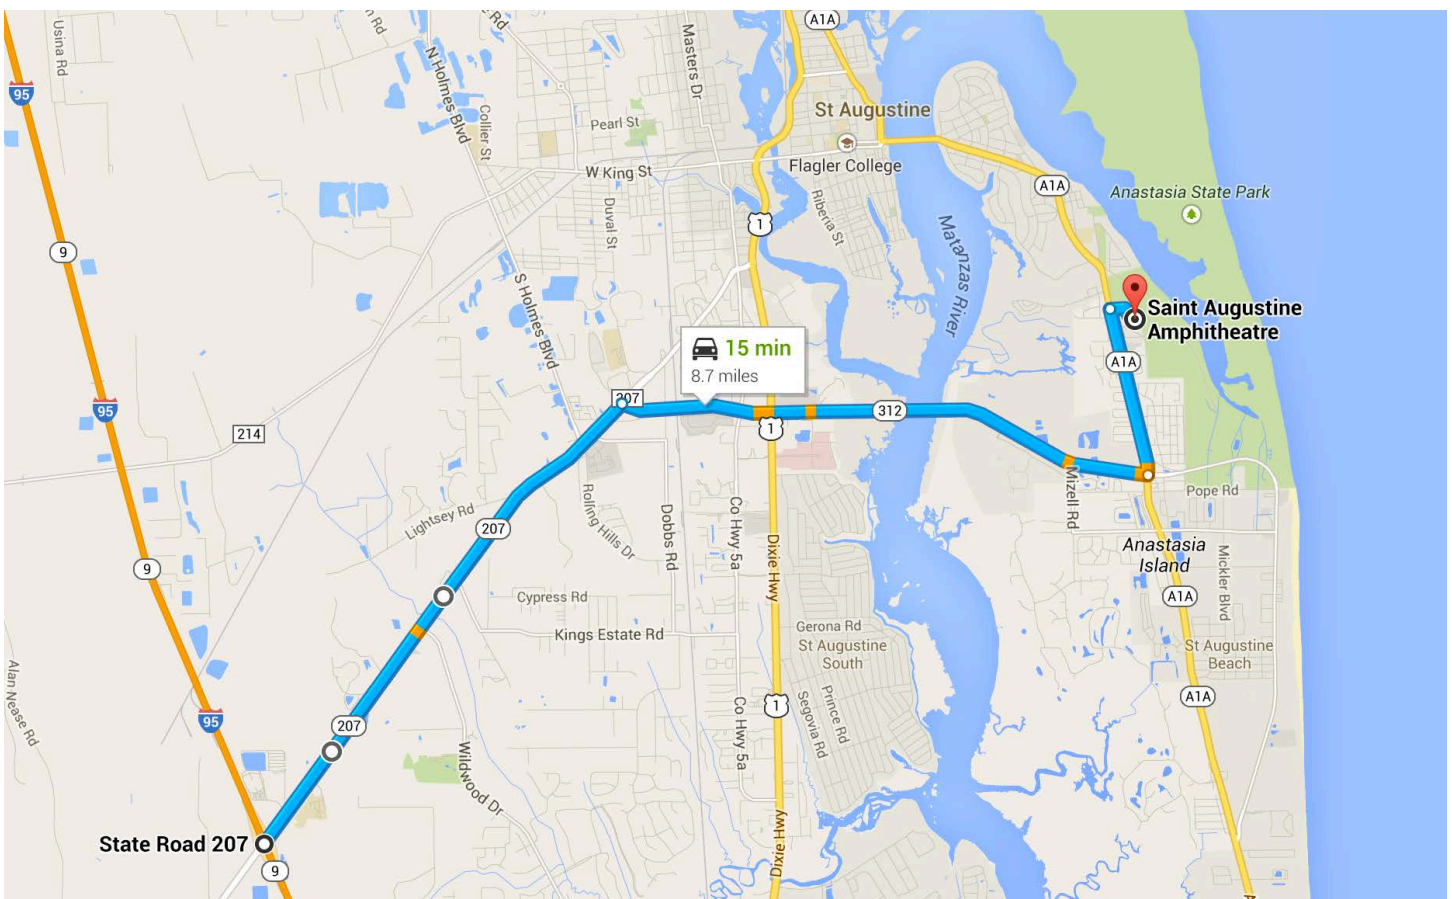 Usina Rd
n Rd
Rd
A1A
95
N Holmes Blvd
Collier St
Masters Dr
St Augustine
Pearl St
Flagler College
W King St
A1A
Anastasia State Park
Duval St
Riberia St
1
Matanzas River
9
S Holmes Blvd
Saint Augustine
Amphitheatre
15 min
8.7 miles
A1A
207
95
312
1
214
Mizell Rd
Pope Rd
Lightsey Rd
207
Rolling Hills Dr
Dobbs Rd
Co Hwy 5a
Dixie Hwy
Anastasia
Island
Mickler Blvd
9
Cypress Rd
A1A
Kings Estate Rd
Gerona Rd
St Augustine
South
St Augustine
Beach
Alan Nease Rd
95
207
Prince Rd
Segovia Rd
1
A1A
Co Hwy 5a
Wildwood Dr
State Road 207
Dixie Hwy
9